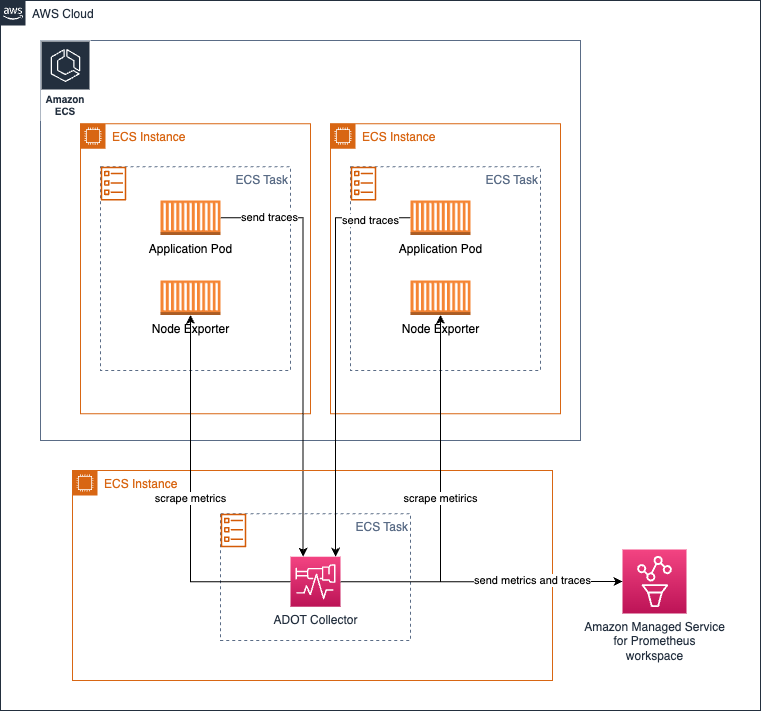 aws
AWS Cloud
Amazon
ECS
ECS Instance
ECS Instance
ECS Task
ECS Task
send traces
send traces
Application Pod
Application Pod
Node Exporter
Node Exporter
ECS Instance
scrape metrics
scrape metirics
ECS Task
send metrics and traces
ADOT Collector
Amazon Managed Service
for Prometheus
workspace